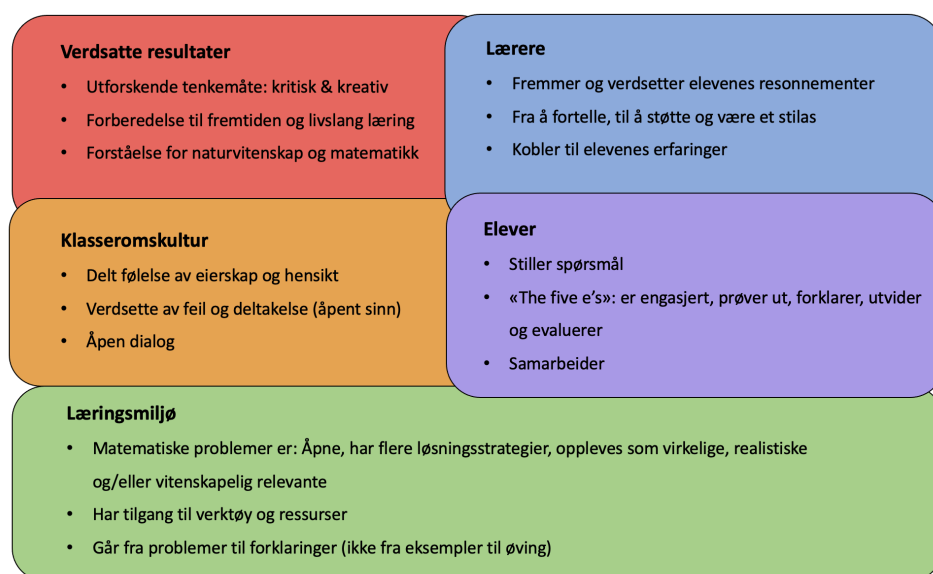 Verdsatte resultater
• Utforskende tenkemåte: kritisk & kreativ
• Forberedelse til fremtiden og livslang læring
• Forståelse for naturvitenskap og matematikk
Lærere
• Fremmer og verdsetter elevenes resonnementer
• Fra å fortelle, til å støtte og være et stilas
• Kobler til elevenes erfaringer
Klasseromskultur
• Delt følelse av eierskap og hensikt
• Verdsette av feil og deltakelse (åpent sinn)
• Åpen dialog
Elever
• Stiller spørsmål
• «The five e’s»: er engasjert, prøver ut, forklarer, utvider
og evaluerer
• Samarbeider
Læringsmiljø
• Matematiske problemer er: Åpne, har flere løsningsstrategier, oppleves som virkelige, realistiske
og/eller vitenskapelig relevante
• Har tilgang til verktøy og ressurser
• Går fra problemer til forklaringer (ikke fra eksempler til øving)